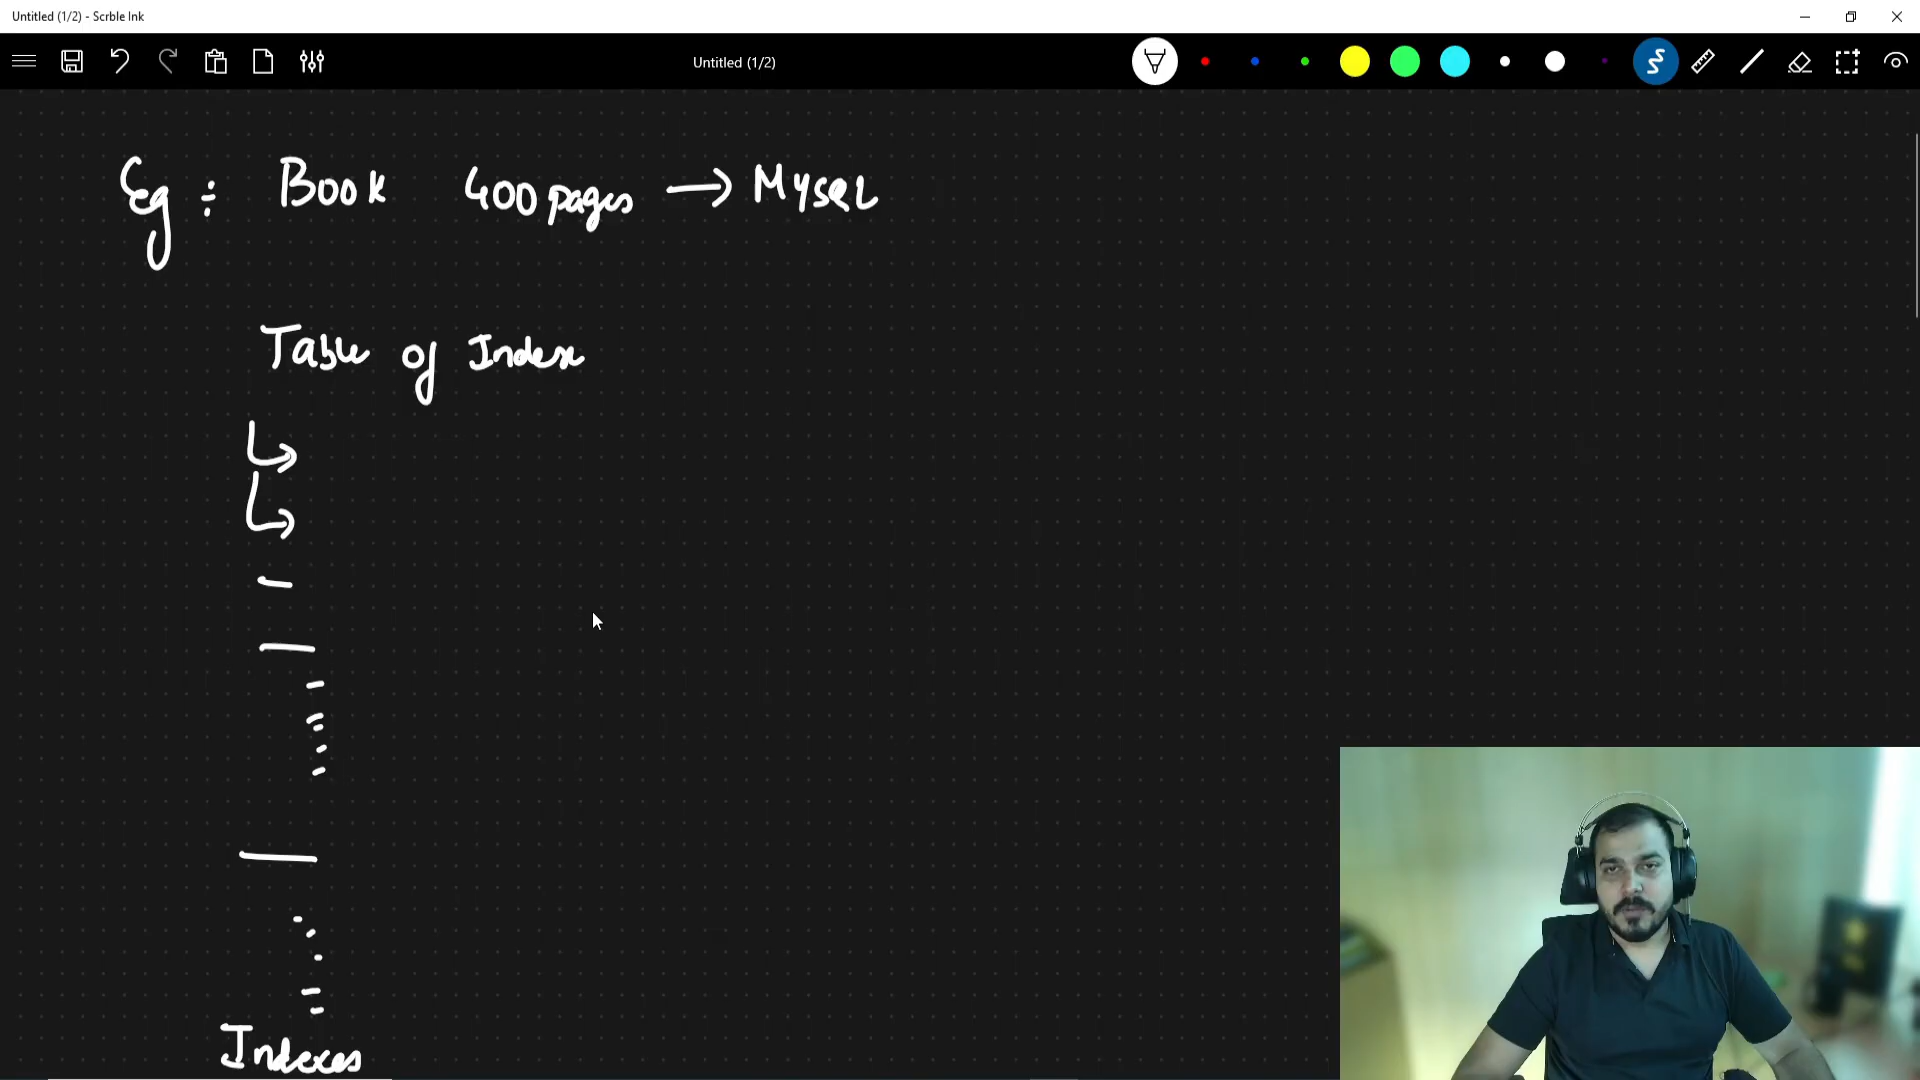 Untitled (1/2) - Scrble Ink
Untitled (1/2)
Eg : Book 400 pages → MySQL
Table of Index
Indexes